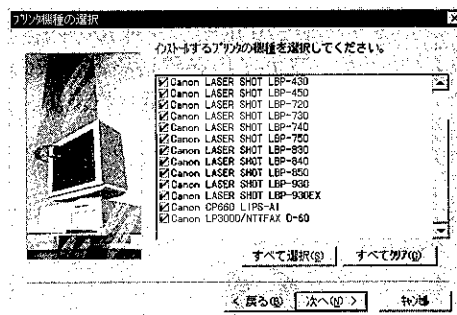 プリンタ機種の選択
インストールするプリンタの機種を選択してください。
Canon LASER SHOT LBP-430
Canon LASER SHOT LBP-450
Canon LASER SHOT LBP-720
Canon LASER SHOT LBP-730
Canon LASER SHOT LBP-740
Canon LASER SHOT LBP-750
Canon LASER SHOT LBP-830
Canon LASER SHOT LBP-840
Canon LASER SHOT LBP-850
Canon LASER SHOT LBP-930
Canon LASER SHOT LBP-930EX
Canon CP660 LIPS-AI
Canon LP3000/NTTFAX D-60
すべて選択(S) すべてクリア(C)
< 戻る(B) 次へ(N) > キャンセル